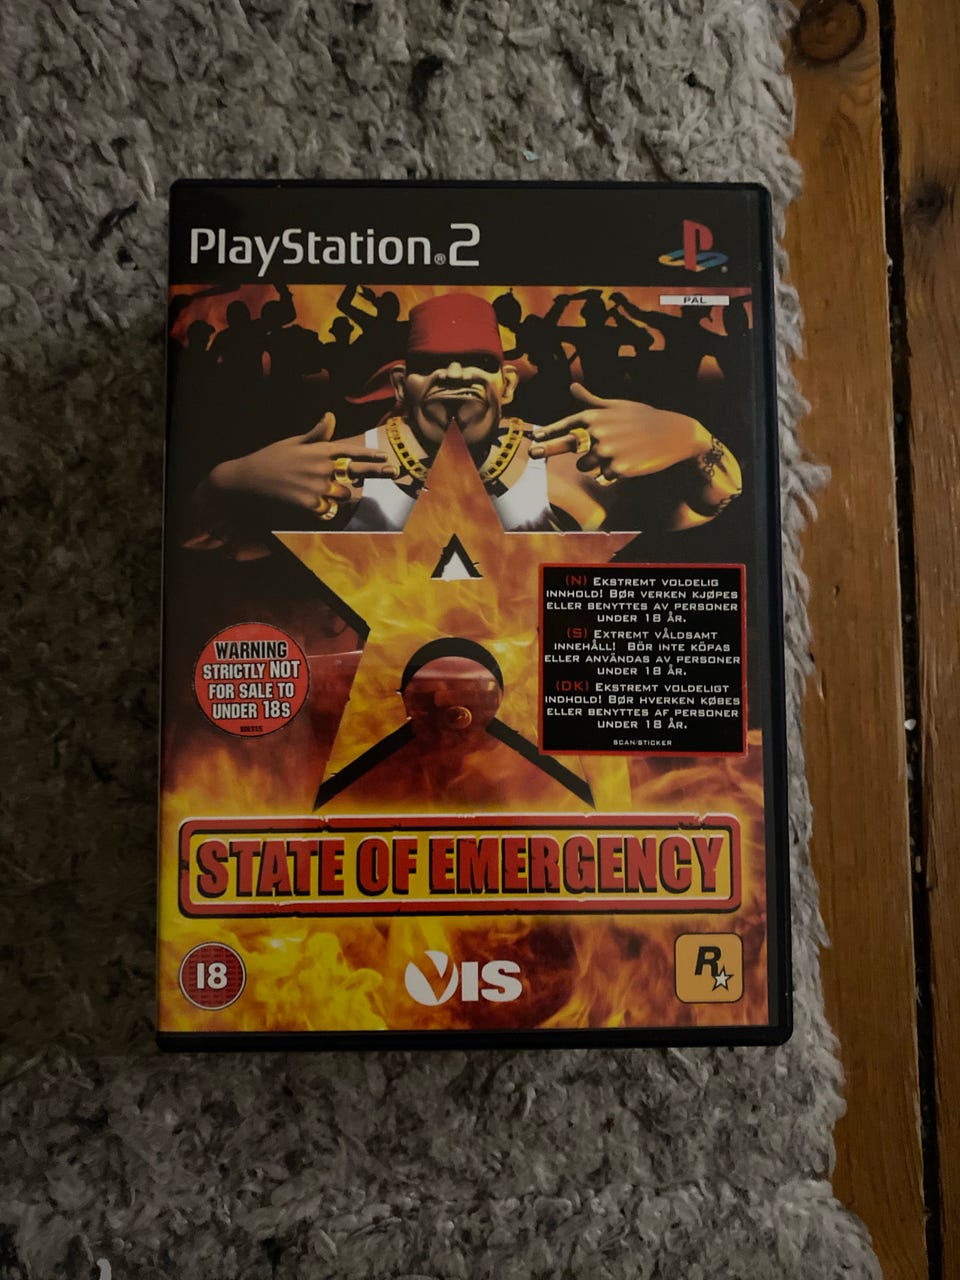 PlayStation®2
PAL
(N) EKSTREMT VOLDELIG
INNHOLD! BØR VERKEN KJØPES
ELLER BENYTTES AV PERSONER
UNDER 18 ÅR.
(S) EXTREMT VÅLDSAMT
INNEHÅLL! BÖR INTE KÖPAS
ELLER ANVÄNDAS AV PERSONER
UNDER 18 ÅR.
(DK) EKSTREMT VOLDELIGT
INDHOLD! BØR HVERKEN KØBES
ELLER BENYTTES AF PERSONER
UNDER 18 ÅR.
SCAN/STICKER
WARNING
STRICTLY NOT
FOR SALE TO
UNDER 18s
STATE OF EMERGENCY
18
VIS
R